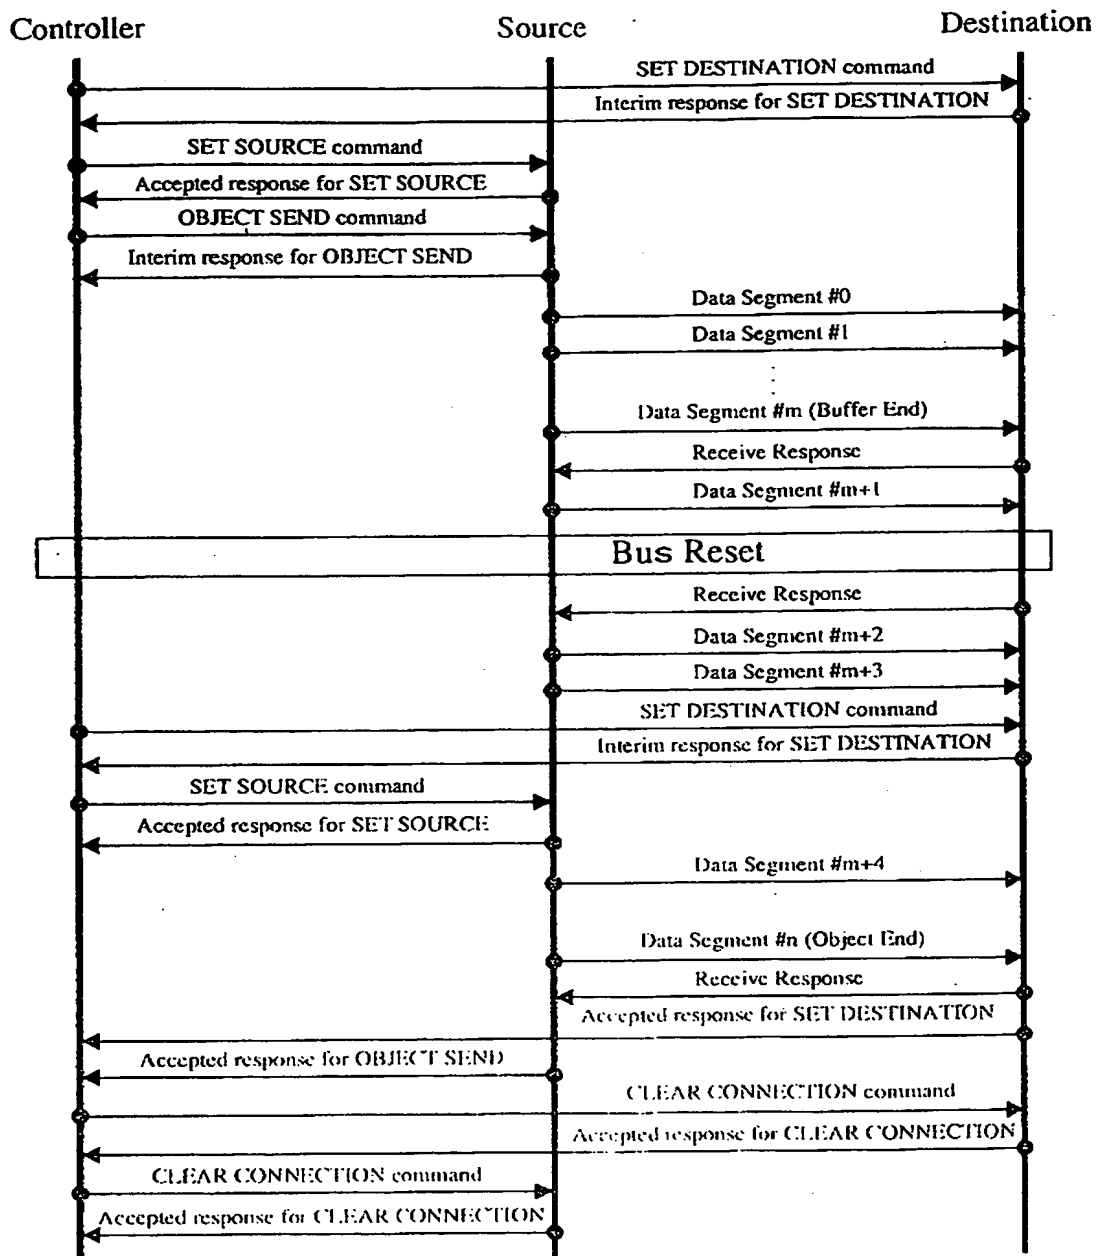 Controller Source Destination
SET DESTINATION command
Interim response for SET DESTINATION
SET SOURCE command
Accepted response for SET SOURCE
OBJECT SEND command
Interim response for OBJECT SEND
Data Segment #0
Data Segment #1
Data Segment #m (Buffer End)
Receive Response
Data Segment #m+1
Bus Reset
Receive Response
Data Segment #m+2
Data Segment #m+3
SET DESTINATION command
Interim response for SET DESTINATION
SET SOURCE command
Accepted response for SET SOURCE
Data Segment #m+4
Data Segment #n (Object End)
Receive Response
Accepted response for SET DESTINATION
Accepted response for OBJECT SEND
CLEAR CONNECTION command
Accepted response for CLEAR CONNECTION
CLEAR CONNECTION command
Accepted response for CLEAR CONNECTION